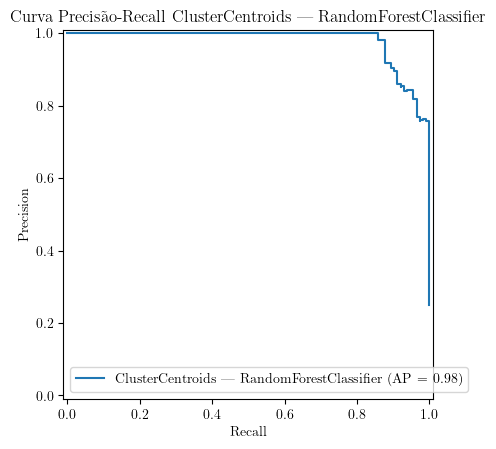 Curva Precisão-Recall ClusterCentroids — RandomForestClassifier
1.0
0.8
0.6
0.4
0.2
0.0
Precision
ClusterCentroids — RandomForestClassifier (AP = 0.98)
0.0 0.2 0.4 0.6 0.8 1.0
Recall